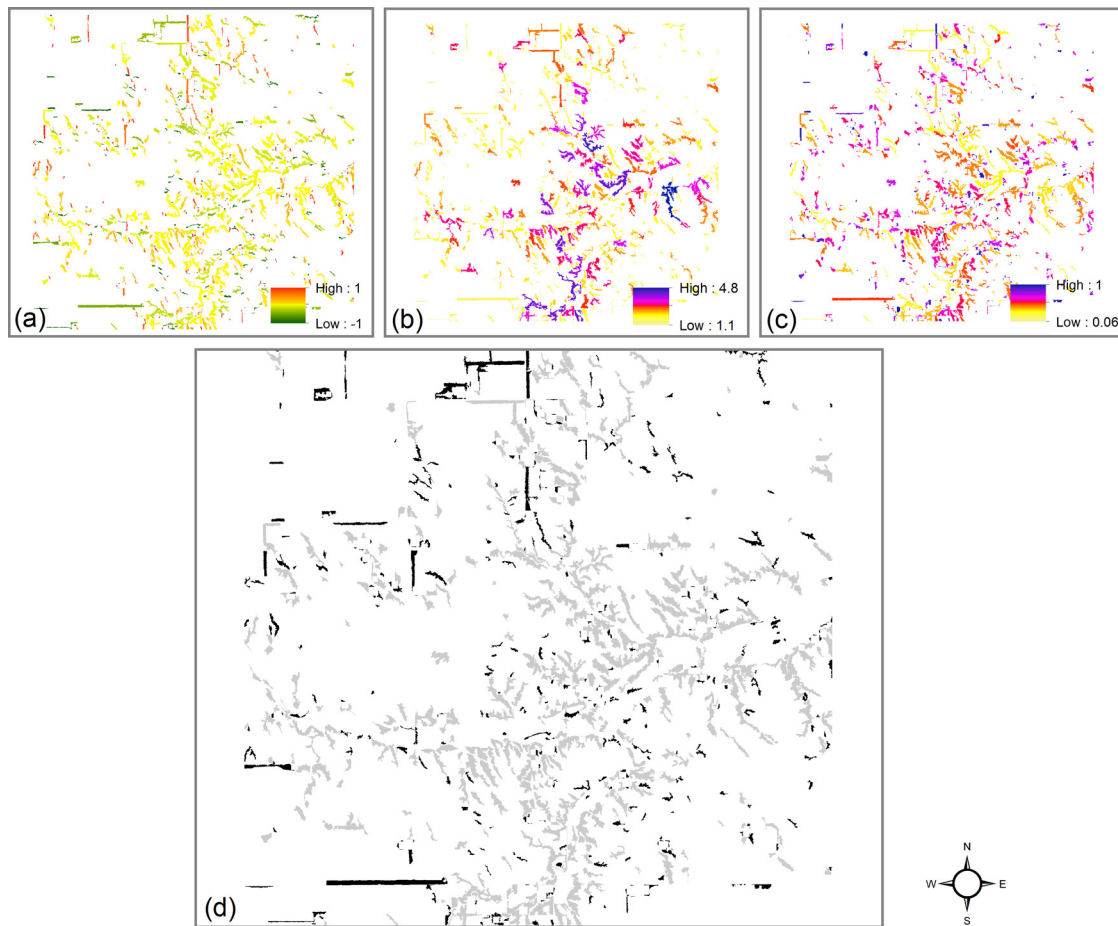 High : 1
Low : -1
(a)
High : 4.8
Low : 1.1
(b)
High : 1
Low : 0.06
(c)
(d)
N
W E
S